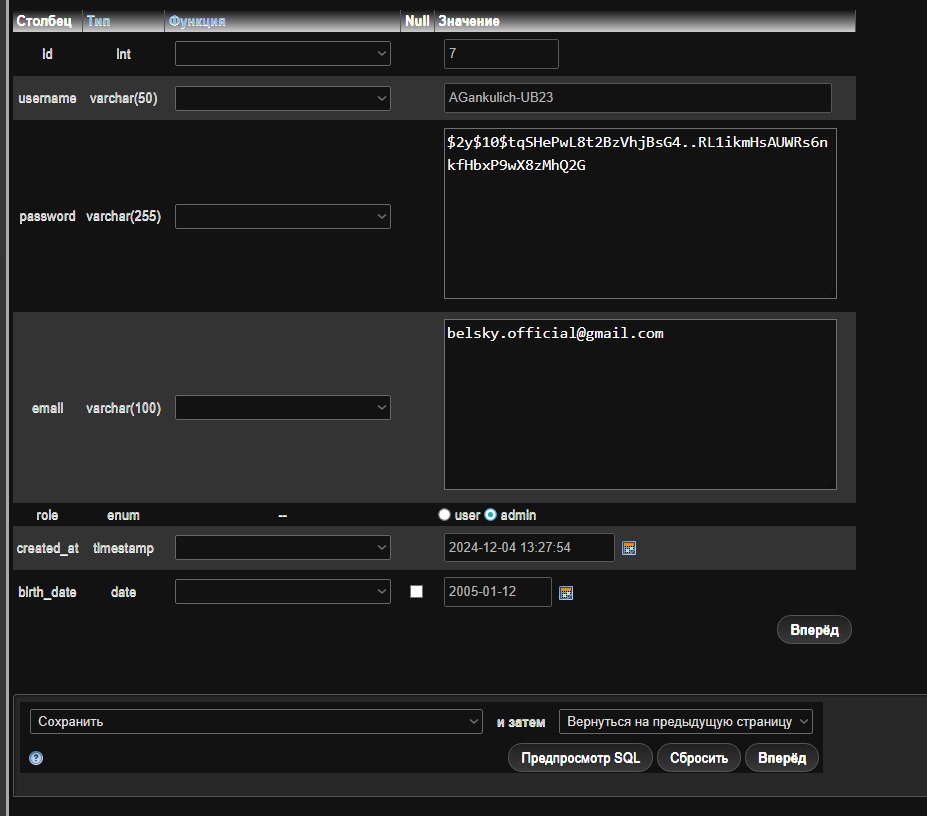 Столбец Тип Функция Null Значение
id int 7
username varchar(50) AGankulich-UB23
password varchar(255) $2y$10$tqSHePwL8t2BzVhjBsG4..RL1ikmHsAUWRs6n
kfHbxP9wX8zMhQ2G
email varchar(100) belsky.official@gmail.com
role enum -- user admin
created_at timestamp 2024-12-04 13:27:54
birth_date date 2005-01-12
Вперёд
Сохранить и затем Вернуться на предыдущую страницу
Предпросмотр SQL Сбросить Вперёд